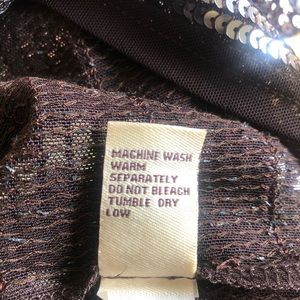 MACHINE WASH
WARM
SEPARATELY
DO NOT BLEACH
TUMBLE DRY
LOW